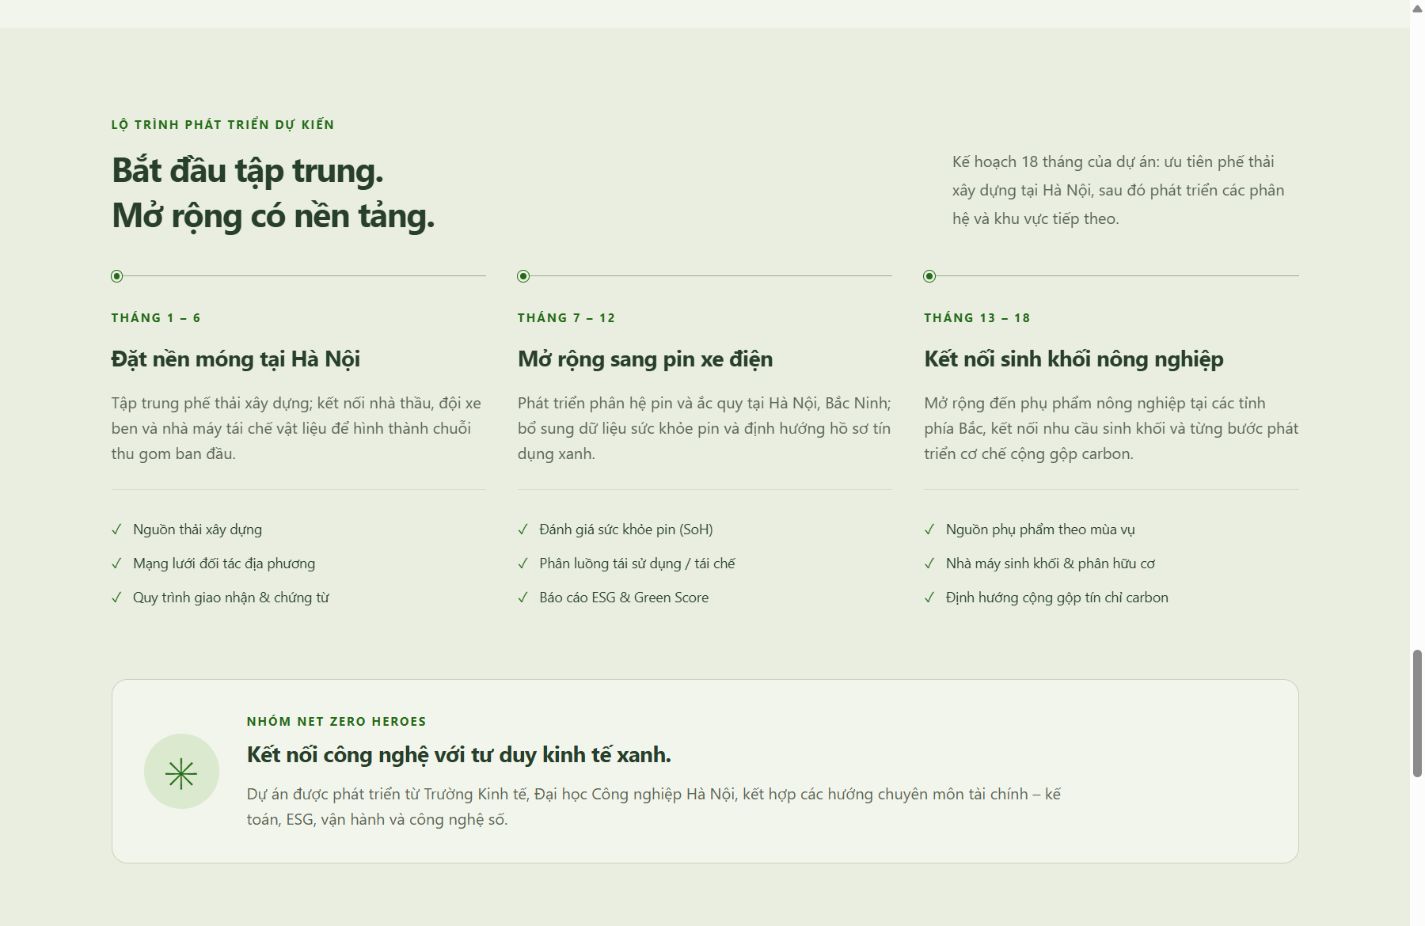 LỘ TRÌNH PHÁT TRIỂN DỰ KIẾN
Bắt đầu tập trung.
Mở rộng có nền tảng.
Kế hoạch 18 tháng của dự án: ưu tiên phế thải
xây dựng tại Hà Nội, sau đó phát triển các phân
hệ và khu vực tiếp theo.
THÁNG 1 – 6
Đặt nền móng tại Hà Nội
Tập trung phế thải xây dựng; kết nối nhà thầu, đội xe
ben và nhà máy tái chế vật liệu để hình thành chuỗi
thu gom ban đầu.
✓ Nguồn thải xây dựng
✓ Mạng lưới đối tác địa phương
✓ Quy trình giao nhận & chứng từ
THÁNG 7 – 12
Mở rộng sang pin xe điện
Phát triển phân hệ pin và ắc quy tại Hà Nội, Bắc Ninh;
bổ sung dữ liệu sức khỏe pin và định hướng hồ sơ tín
dụng xanh.
✓ Đánh giá sức khỏe pin (SoH)
✓ Phân luồng tái sử dụng / tái chế
✓ Báo cáo ESG & Green Score
THÁNG 13 – 18
Kết nối sinh khối nông nghiệp
Mở rộng đến phụ phẩm nông nghiệp tại các tỉnh
phía Bắc, kết nối nhu cầu sinh khối và từng bước phát
triển cơ chế cộng gộp carbon.
✓ Nguồn phụ phẩm theo mùa vụ
✓ Nhà máy sinh khối & phân hữu cơ
✓ Định hướng cộng gộp tín chỉ carbon
NHÓM NET ZERO HEROES
Kết nối công nghệ với tư duy kinh tế xanh.
Dự án được phát triển từ Trường Kinh tế, Đại học Công nghiệp Hà Nội, kết hợp các hướng chuyên môn tài chính – kế
toán, ESG, vận hành và công nghệ số.